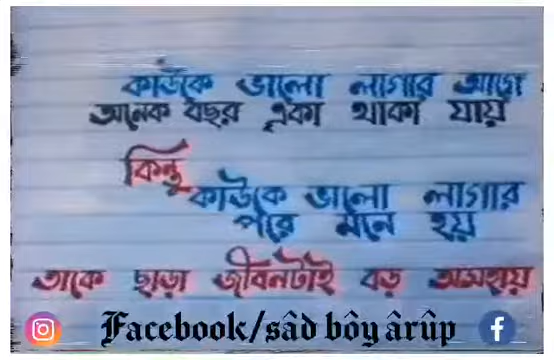 কাউকে ভালো লাগার আগে
অনেক বছর একা থাকা যায়
কিন্তু
কাউকে ভালো লাগার
পরে মনে হয়
তাকে ছাড়া জীবনটাই বড় অসহায়
Facebook/sâd bôy ârûp